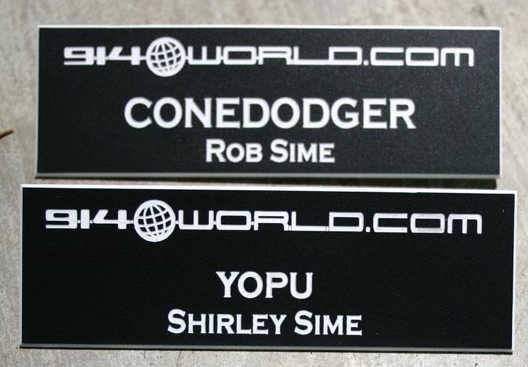 914WORLD.COM
CONEDODGER
ROB SIME
914WORLD.COM
YOPU
SHIRLEY SIME